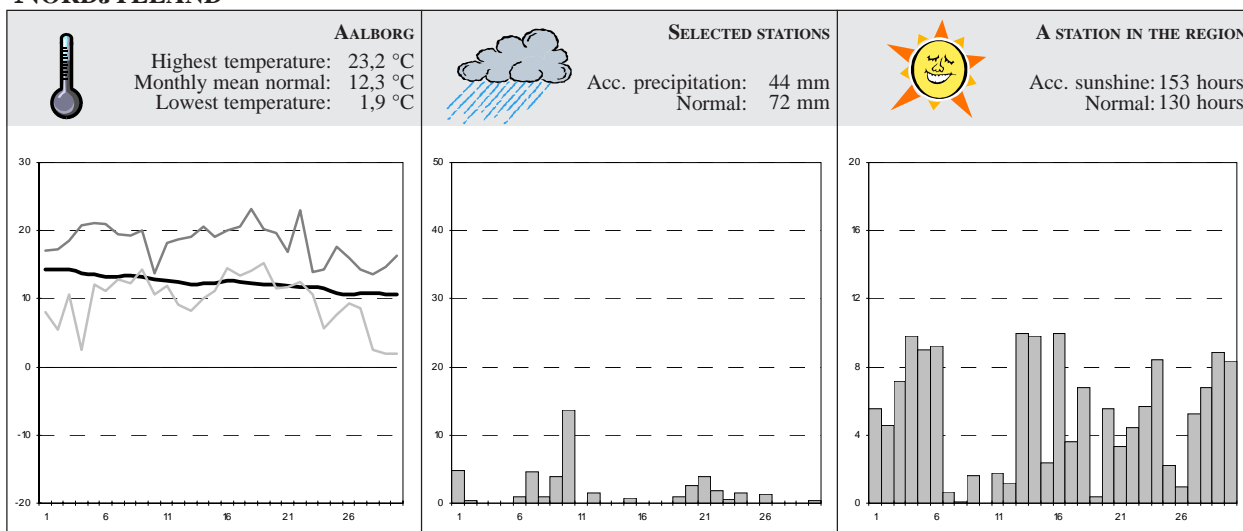 NORDJYLLAND
AALBORG
Highest temperature: 23,2 °C
Monthly mean normal: 12,3 °C
Lowest temperature: 1,9 °C
SELECTED STATIONS
Acc. precipitation: 44 mm
Normal: 72 mm
A STATION IN THE REGION
Acc. sunshine: 153 hours
Normal: 130 hours
30
20
10
0
-10
-20
1 6 11 16 21 26
50
40
30
20
10
0
1 6 11 16 21 26
20
16
12
8
4
0
1 6 11 16 21 26